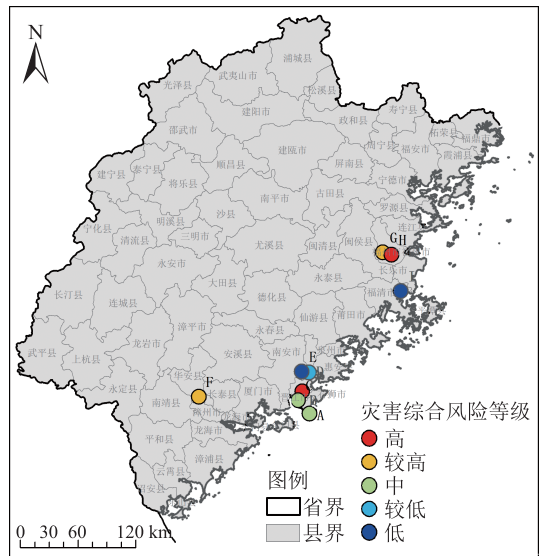 N
浦城县
武夷山市
光泽县
松溪县
寿宁县
建阳市
政和县
柘荣县
福鼎市
邵武市
周宁县
福安市
建瓯市
霞浦县
顺昌县
屏南县
泰宁县
建宁县
将乐县
宁德市
古田县
南平市
罗源县
沙县
明溪县
宁化县
连江
三明市
清流县
尤溪县
闽清县
闽侯县
GH
永安市
长乐市
永泰县
大田县
长汀县
连城县
德化县
福清市
仙游县
莆田市
漳平市
永春县
龙岩市
武平县
上杭县
安溪县
南安市
E
惠安
华安县
永定县
F
长泰县
厦门市
南靖县
漳州市
A
龙海市
平和县
漳浦县
云霄县
灾害综合风险等级
高
较高
中
较低
低
图例
省界
县界
0 30 60 120 km